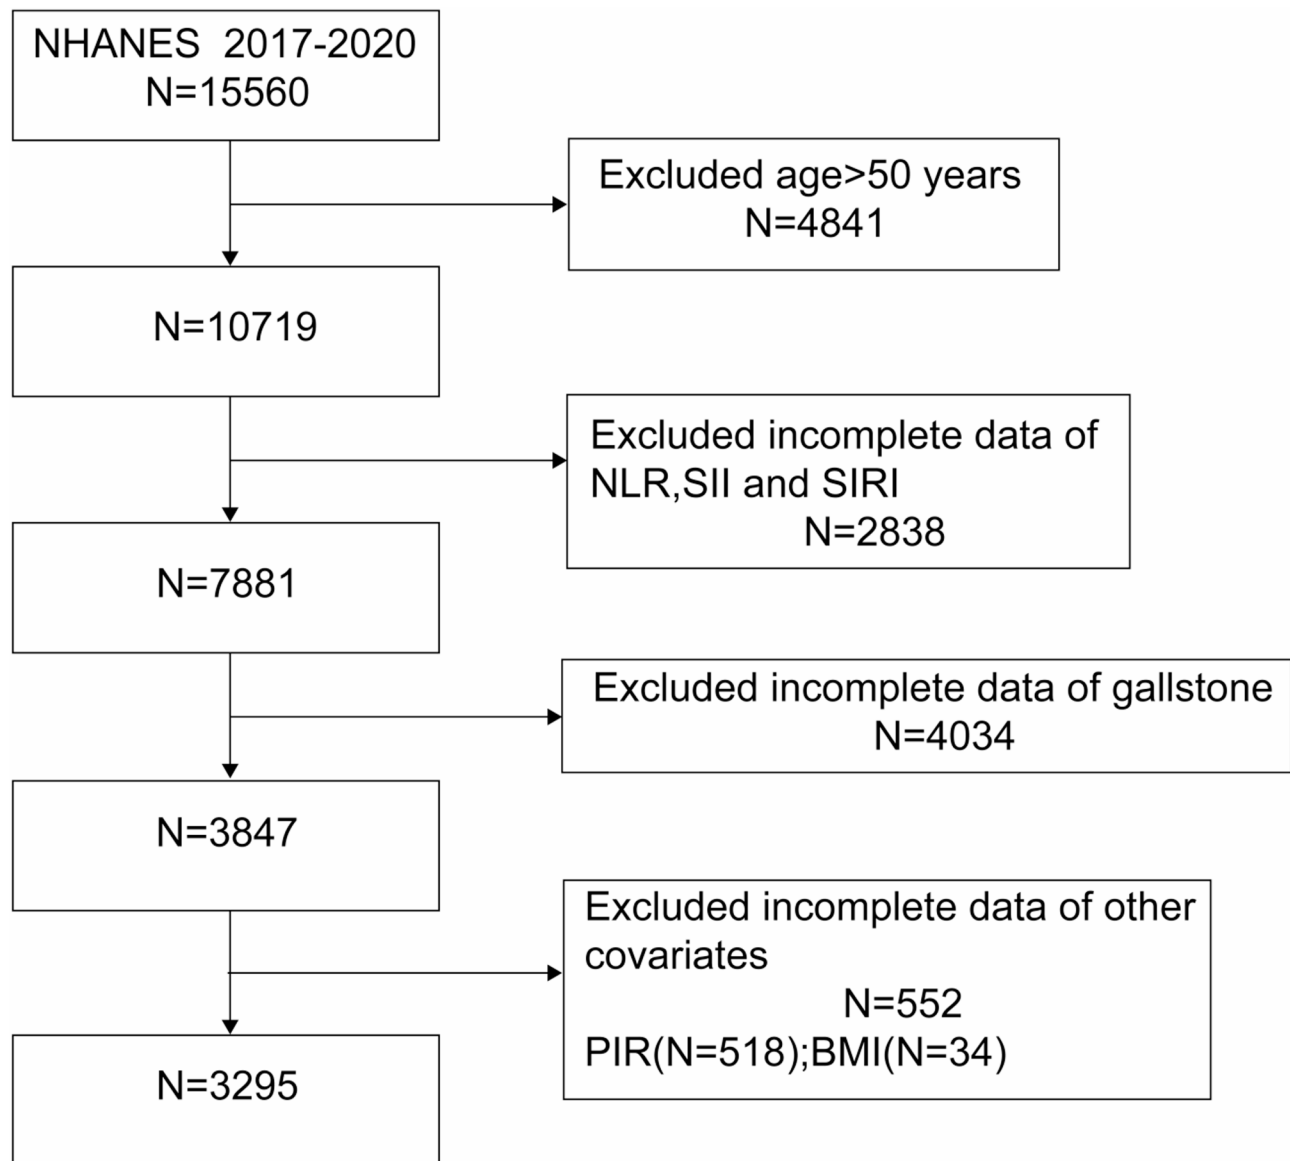 NHANES  2017-2020
N=15560
Excluded age>50 years
N=4841
N=10719
Excluded incomplete data of
NLR,SII and SIRI
N=2838
N=7881
Excluded incomplete data of gallstone
N=4034
N=3847
Excluded incomplete data of other
covariates
N=552
PIR(N=518);BMI(N=34)
N=3295